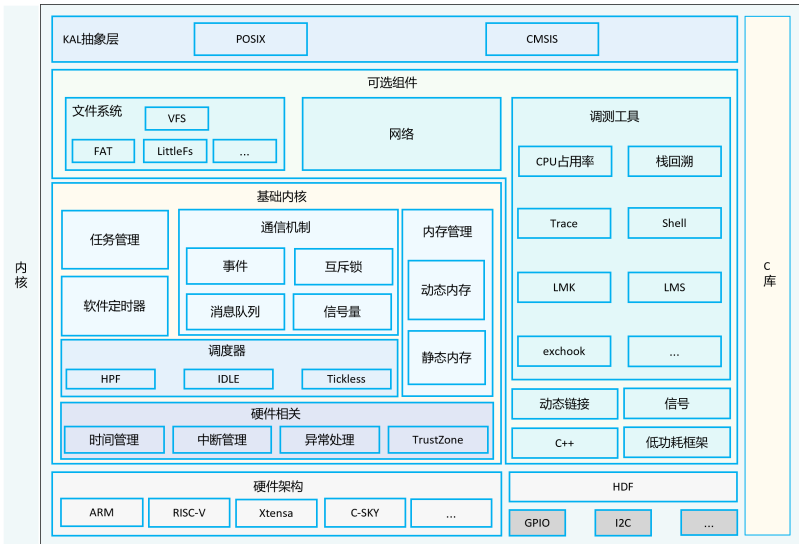 KAL抽象层
POSIX
CMSIS
可选组件
文件系统
VFS
FAT
LittleFs
...
网络
调测工具
CPU占用率
栈回溯
Trace
Shell
LMK
LMS
exchook
...
动态链接
信号
C++
低功耗框架
基础内核
任务管理
软件定时器
通信机制
事件
互斥锁
消息队列
信号量
内存管理
动态内存
静态内存
调度器
HPF
IDLE
Tickless
硬件相关
时间管理
中断管理
异常处理
TrustZone
硬件架构
ARM
RISC-V
Xtensa
C-SKY
...
HDF
GPIO
I2C
...
内
核
C
库